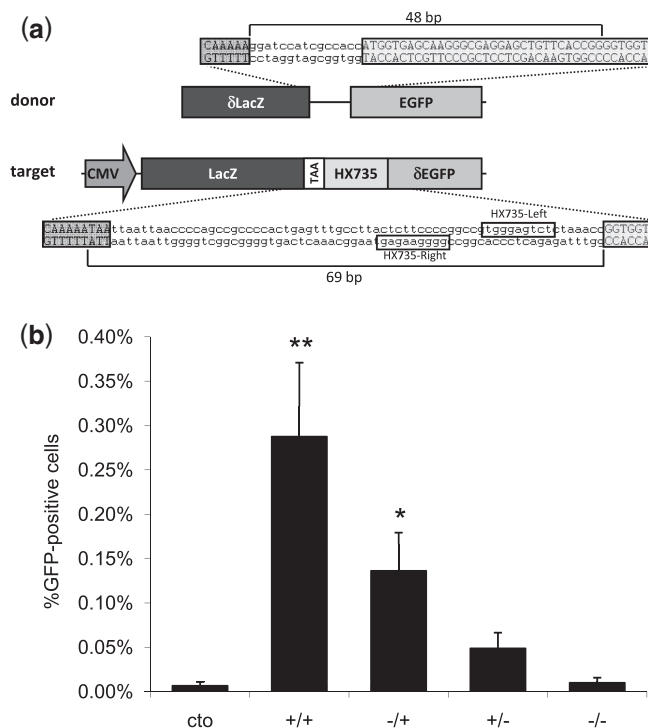 (a)
48 bp
CAAAAAggatccatcgccaccATGGTGAGCAAGGGCGAGGAGCTGTTCACCGGGGTGGT
GTTTTTcctaggtagcggtggTACCACTCGTTCCCGCTCCTCGACAAGTGGCCCCACCA
donor
δLacZ
EGFP
target
CMV
LacZ
TAA
HX735
δEGFP
HX735-Left
CAAAAATAAttaattaaccccagccgccccactgagtttgccttactcttccccggccgtgggagtctctaaaccGGTGGT
GTTTTTATTaattaattggggtcggcggggtgactcaaacggaatgagaaggggccggcaccctcagagatttggCCACCA
HX735-Right
69 bp
(b)
%GFP-positive cells
0.40%
0.35%
0.30%
0.25%
0.20%
0.15%
0.10%
0.05%
0.00%
**
*
cto
+/+
-/+
+/-
-/-